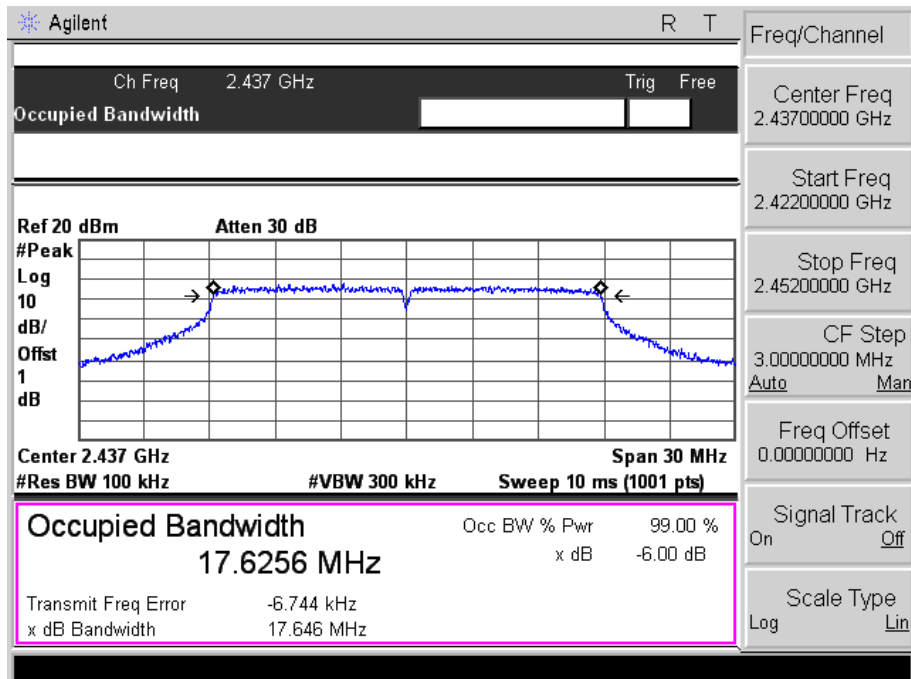 Agilent R T
Freq/Channel
Ch Freq 2.437 GHz Trig Free
Occupied Bandwidth
Center Freq
2.43700000 GHz
Start Freq
2.42200000 GHz
Stop Freq
2.45200000 GHz
CF Step
3.00000000 MHz
Auto Man
Freq Offset
0.00000000 Hz
Signal Track
On Off
Scale Type
Log Lin
Ref 20 dBm Atten 30 dB
#Peak
Log
10
dB/
Offst
1
dB
Center 2.437 GHz Span 30 MHz
#Res BW 100 kHz #VBW 300 kHz Sweep 10 ms (1001 pts)
Occupied Bandwidth Occ BW % Pwr 99.00 %
17.6256 MHz x dB -6.00 dB
Transmit Freq Error -6.744 kHz
x dB Bandwidth 17.646 MHz